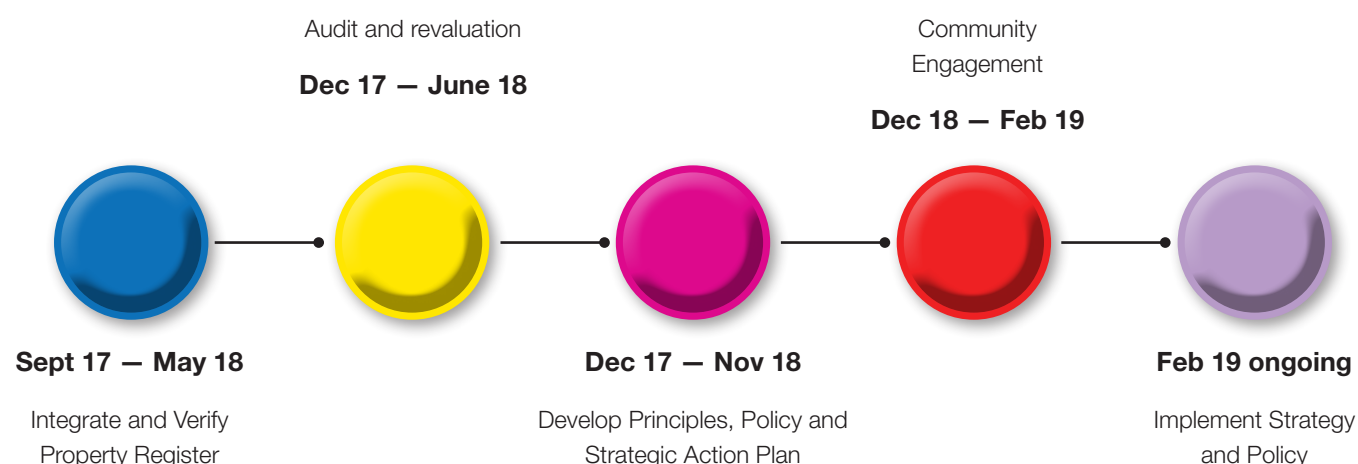 Audit and revaluation
Dec 17 — June 18
Community
Engagement
Dec 18 — Feb 19
Sept 17 — May 18
Integrate and Verify
Property Register
Dec 17 — Nov 18
Develop Principles, Policy and
Strategic Action Plan
Feb 19 ongoing
Implement Strategy
and Policy